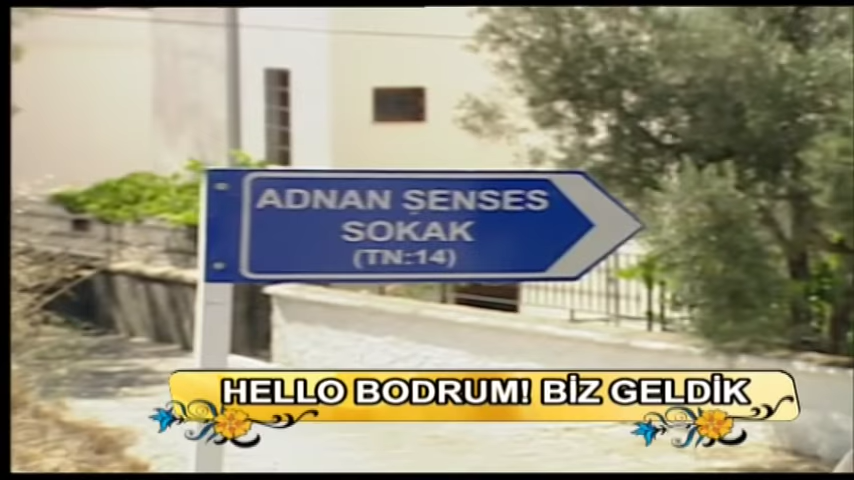 ADNAN ŞENSES
SOKAK
(TN:14)
HELLO BODRUM! BİZ GELDİK